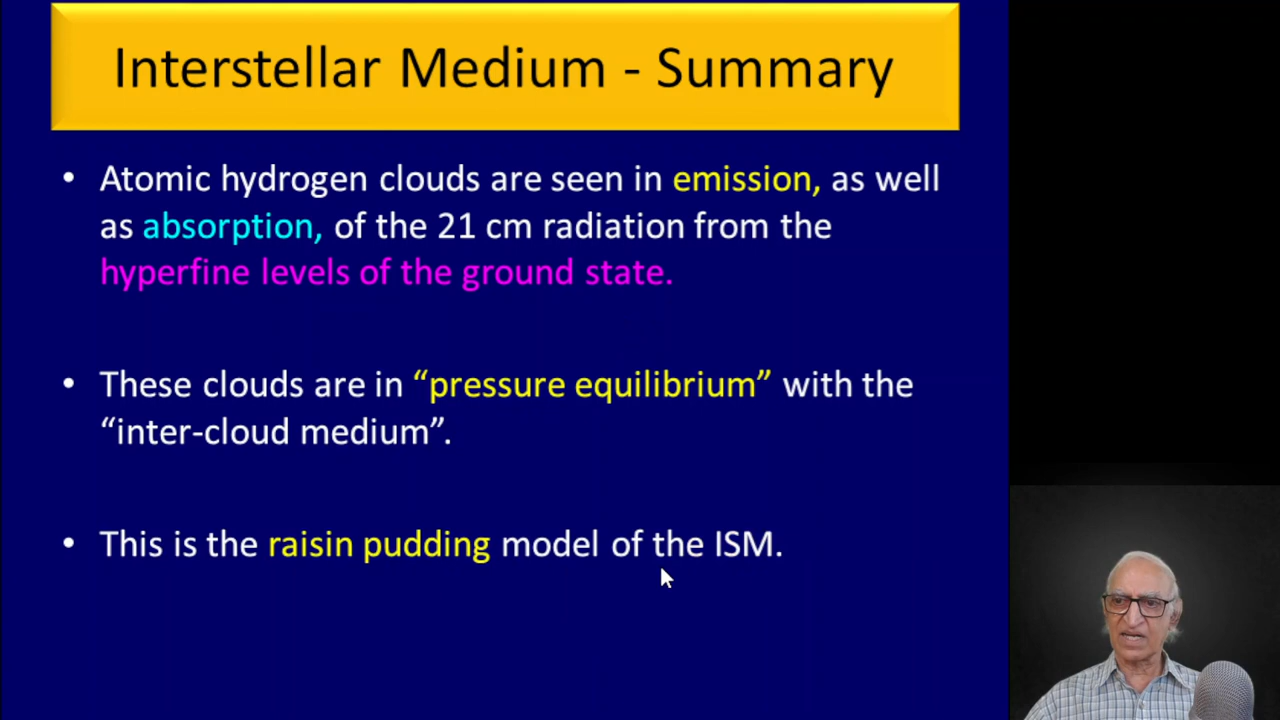 Interstellar Medium - Summary
• Atomic hydrogen clouds are seen in emission, as well
as absorption, of the 21 cm radiation from the
hyperfine levels of the ground state.
• These clouds are in “pressure equilibrium” with the
“inter-cloud medium”.
• This is the raisin pudding model of the ISM.